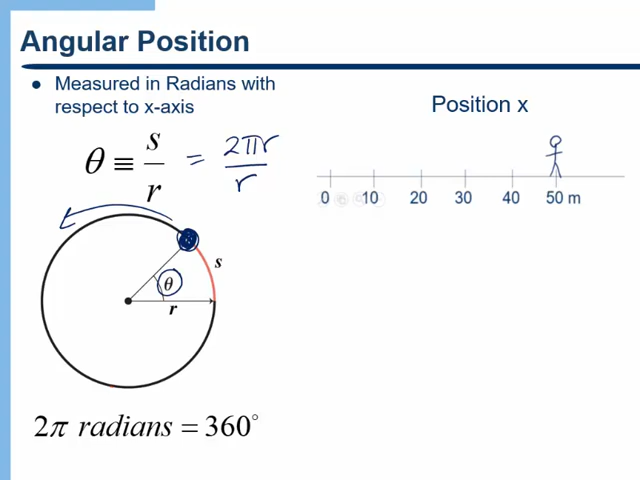 Angular Position
● Measured in Radians with
respect to x-axis
Position x
θ ≡ s/r = 2πr/r
0 10 20 30 40 50 m
s
θ
r
2π radians = 360°